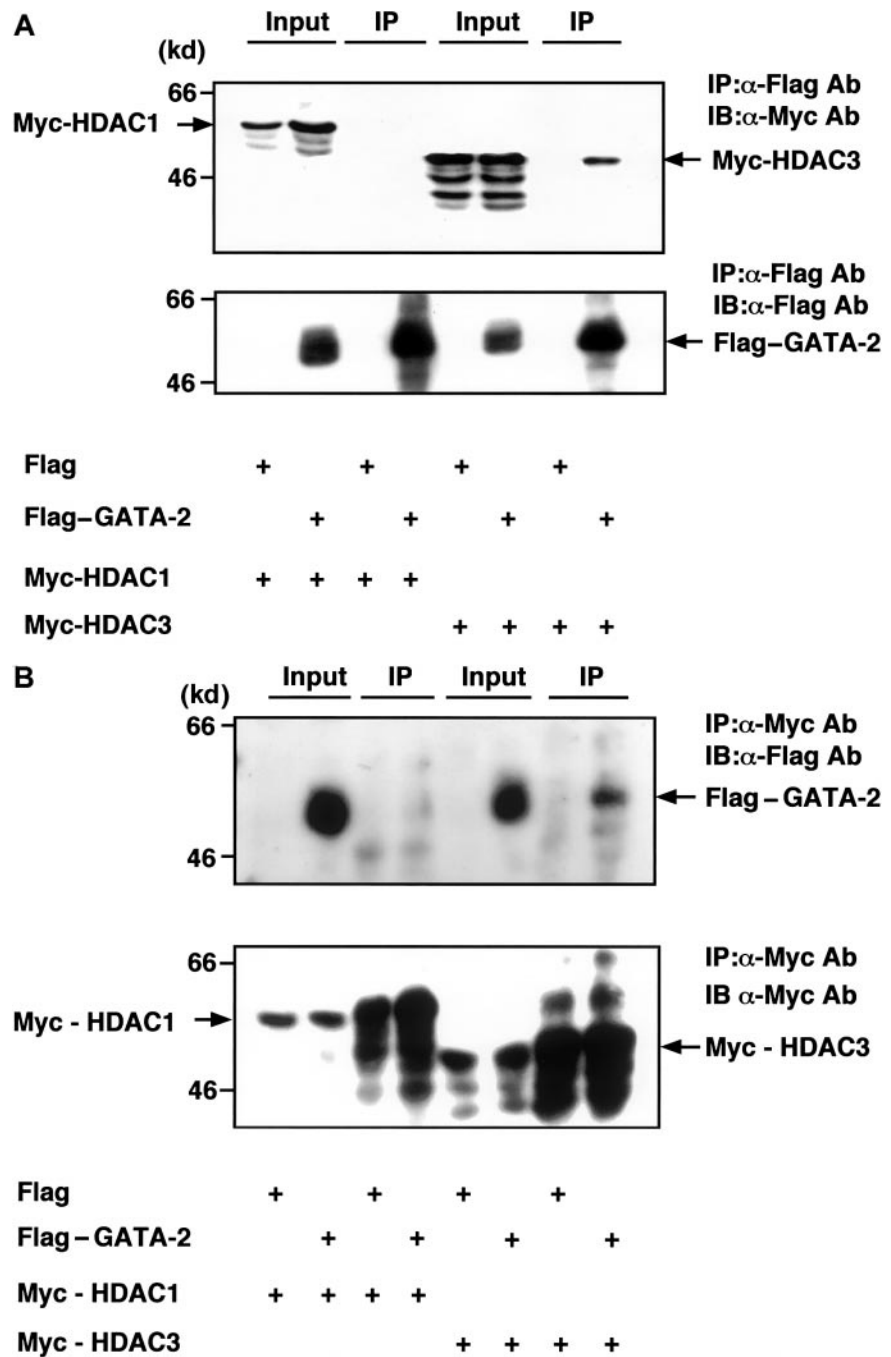 A
Input IP Input IP
(kd)
66
Myc-HDAC1
46
IP:α-Flag Ab
IB:α-Myc Ab
Myc-HDAC3
66
46
IP:α-Flag Ab
IB:α-Flag Ab
Flag–GATA-2
Flag + + + +
Flag–GATA-2 + + + +
Myc-HDAC1 + + + +
Myc-HDAC3 + + + +
B
Input IP Input IP
(kd)
66
46
IP:α-Myc Ab
IB:α-Flag Ab
Flag – GATA-2
66
Myc - HDAC1
46
IP:α-Myc Ab
IB α-Myc Ab
Myc - HDAC3
Flag + + + +
Flag – GATA-2 + + + +
Myc - HDAC1 + + + +
Myc - HDAC3 + + + +